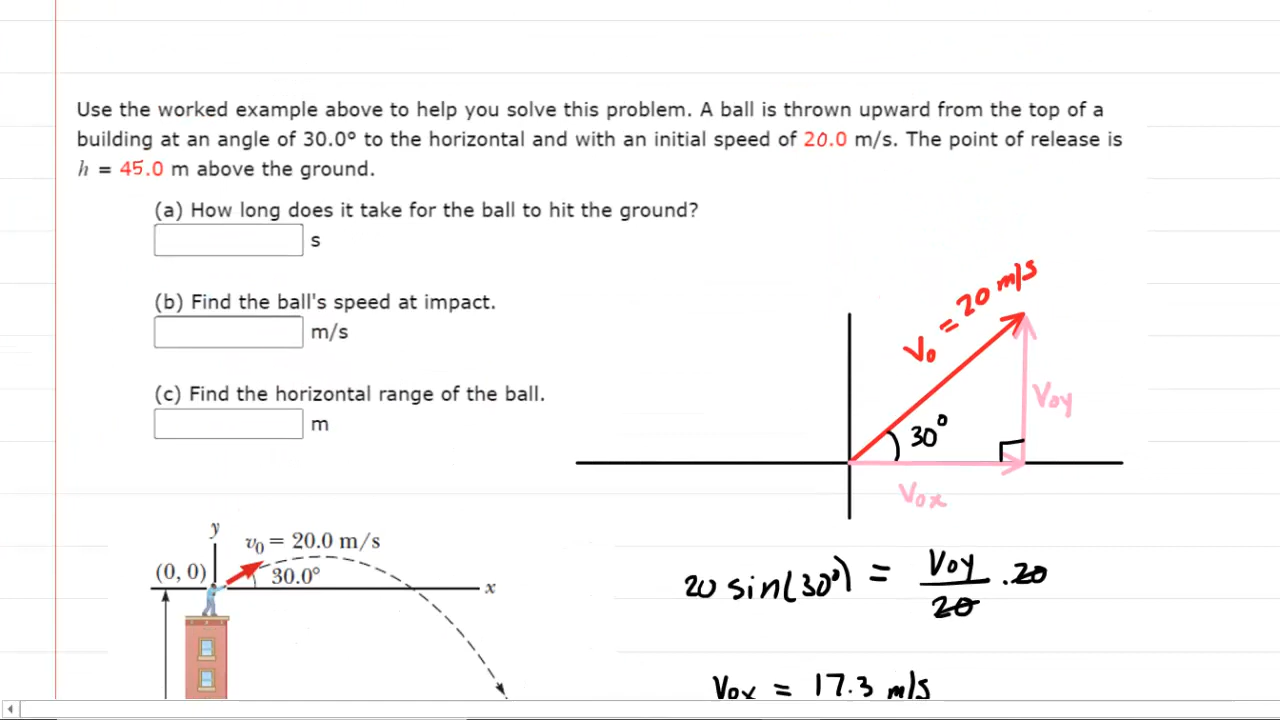 Use the worked example above to help you solve this problem. A ball is thrown upward from the top of a
building at an angle of 30.0° to the horizontal and with an initial speed of 20.0 m/s. The point of release is
h = 45.0 m above the ground.
(a) How long does it take for the ball to hit the ground?
s
(b) Find the ball's speed at impact.
m/s
(c) Find the horizontal range of the ball.
m
V₀ = 20 m/s
30°
V₀y
V₀x
y
v₀ = 20.0 m/s
(0, 0)
30.0°
x
20 sin(30°) = V₀y/20 · 20
V₀x = 17.3 m/s